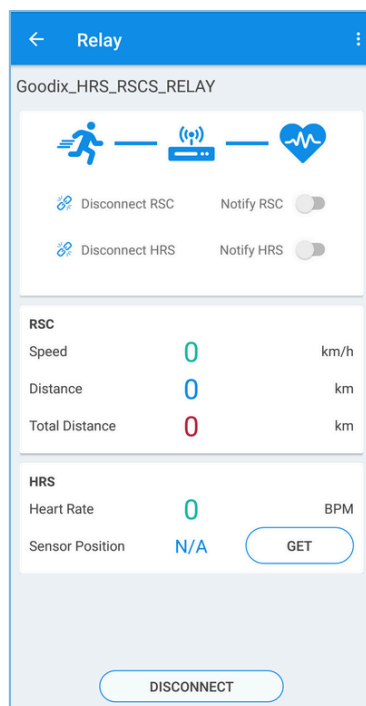 Relay
Goodix_HRS_RSCS_RELAY
Disconnect RSC Notify RSC
Disconnect HRS Notify HRS
RSC
Speed 0 km/h
Distance 0 km
Total Distance 0 km
HRS
Heart Rate 0 BPM
Sensor Position N/A GET
DISCONNECT